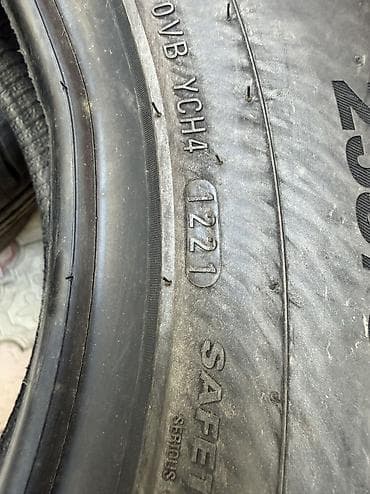 0VB YCH4 1221
SAFET
SERIOUS